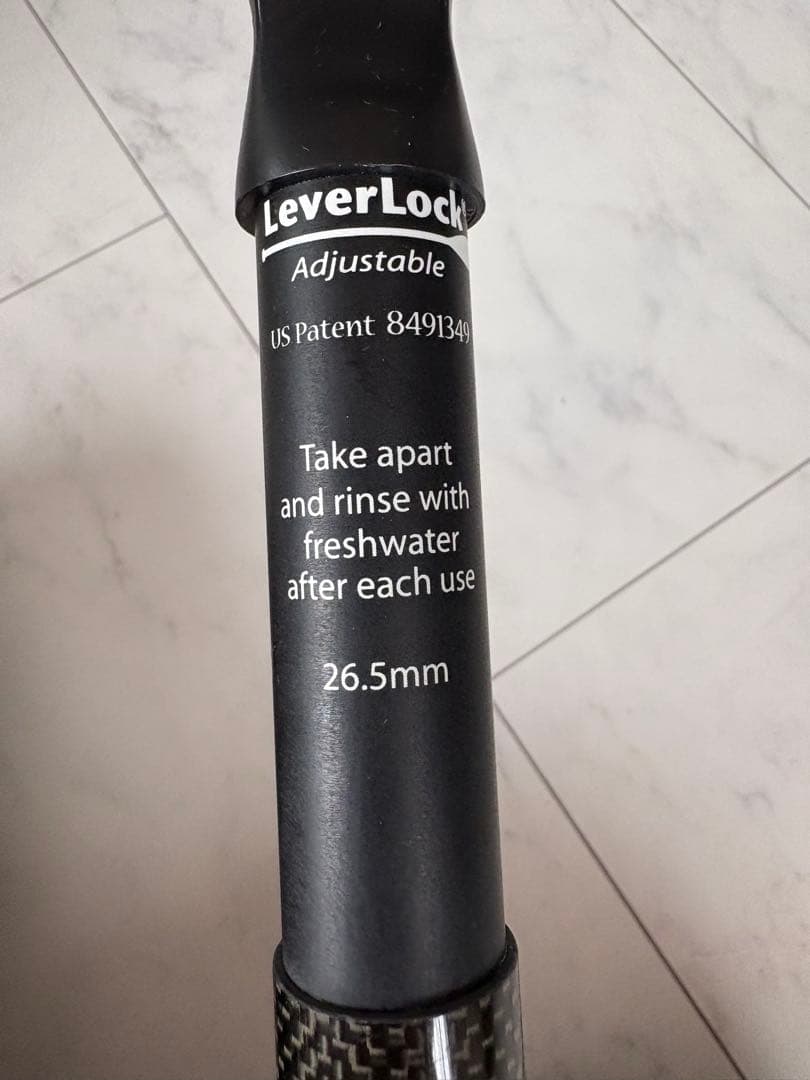 LeverLock®
Adjustable
US Patent 8491349
Take apart
and rinse with
freshwater
after each use
26.5mm